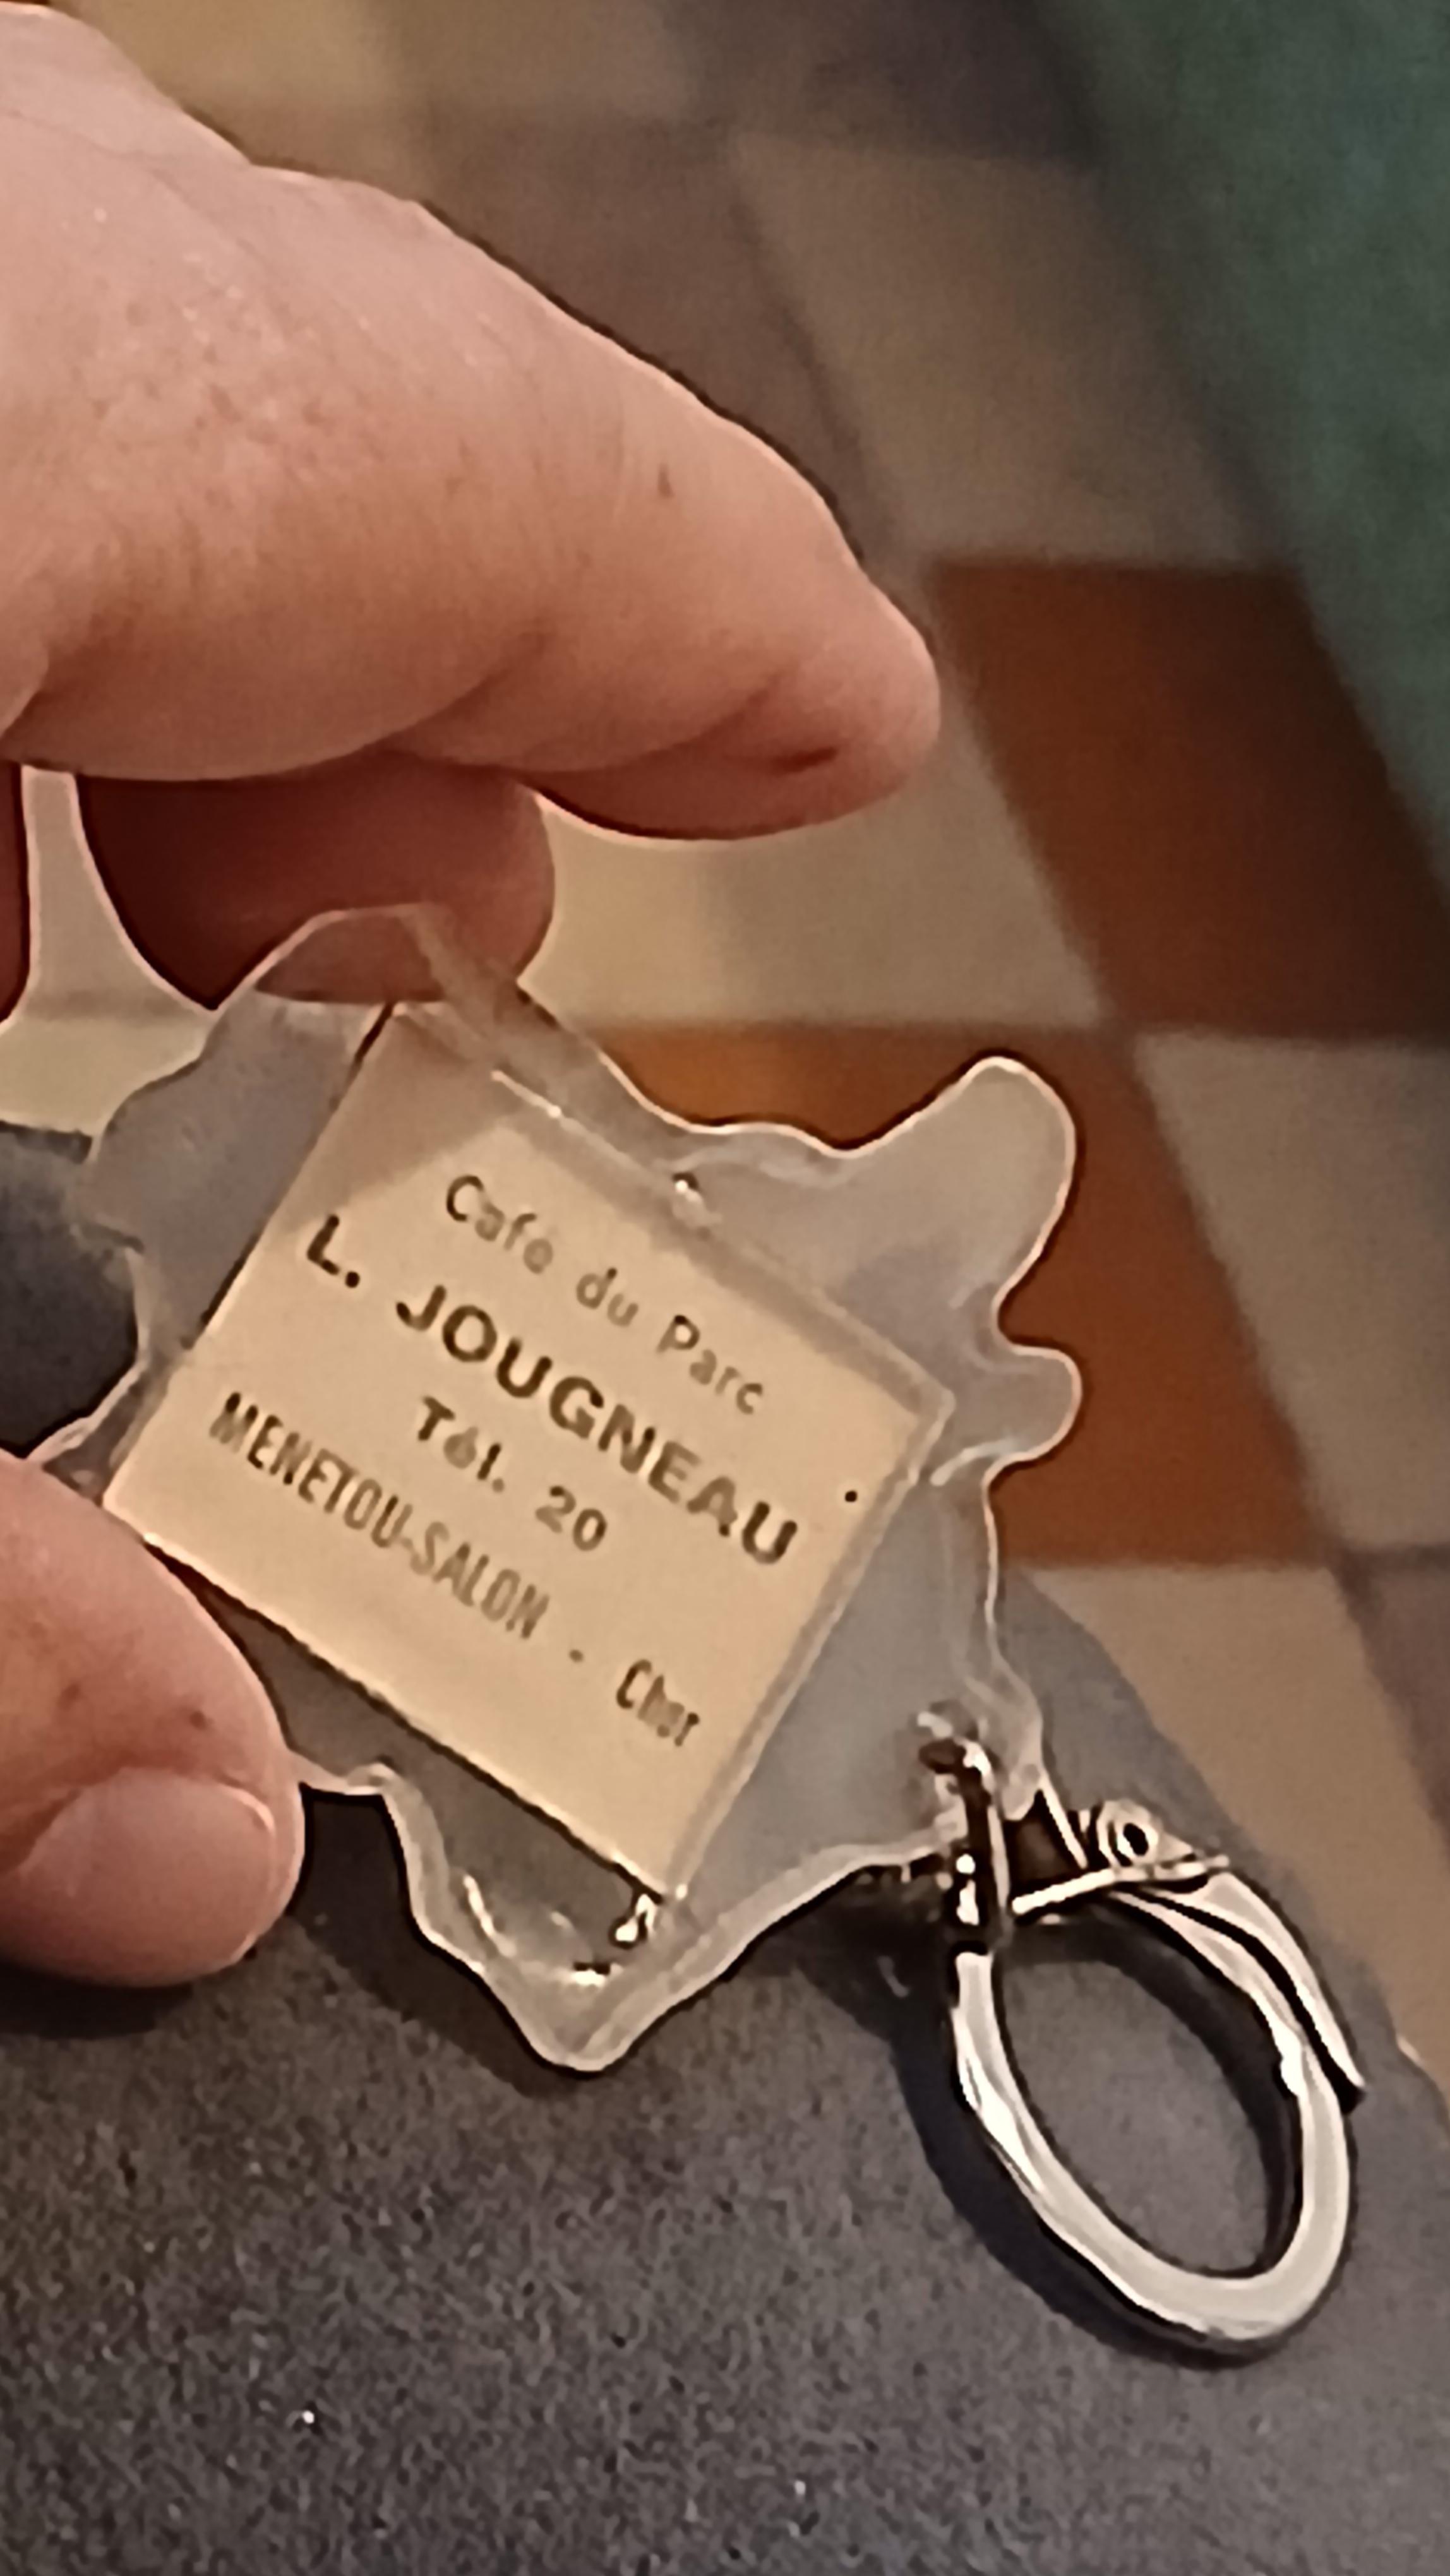 Café du Parc
L. JOUGNEAU
Tél. 20
MENETOU-SALON - Cher